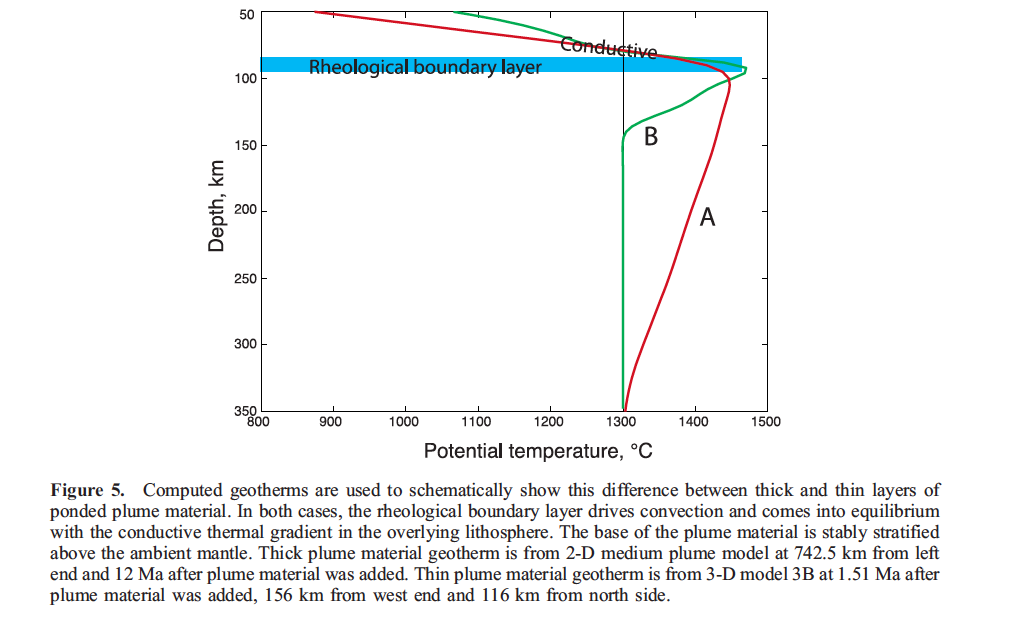 50
Conductive
Rheological boundary layer
100
B
150
Depth, km
200
A
250
300
350
800 900 1000 1100 1200 1300 1400 1500
Potential temperature, °C
Figure 5. Computed geotherms are used to schematically show this difference between thick and thin layers of
ponded plume material. In both cases, the rheological boundary layer drives convection and comes into equilibrium
with the conductive thermal gradient in the overlying lithosphere. The base of the plume material is stably stratified
above the ambient mantle. Thick plume material geotherm is from 2-D medium plume model at 742.5 km from left
end and 12 Ma after plume material was added. Thin plume material geotherm is from 3-D model 3B at 1.51 Ma after
plume material was added, 156 km from west end and 116 km from north side.